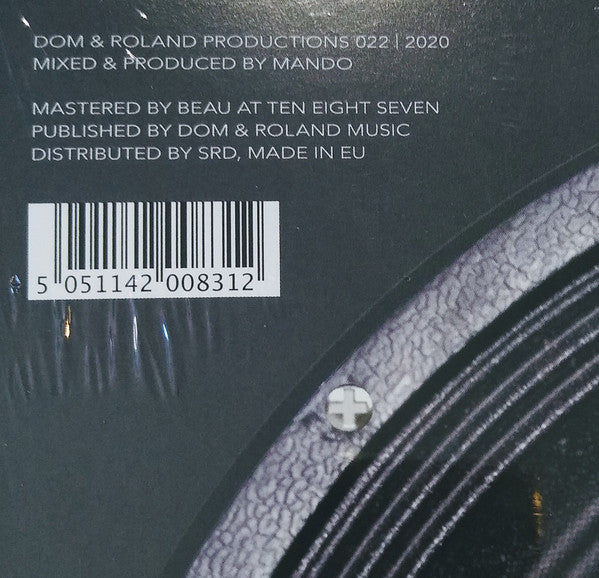 DOM & ROLAND PRODUCTIONS 022 | 2020
MIXED & PRODUCED BY MANDO
MASTERED BY BEAU AT TEN EIGHT SEVEN
PUBLISHED BY DOM & ROLAND MUSIC
DISTRIBUTED BY SRD, MADE IN EU
5 051142 008312